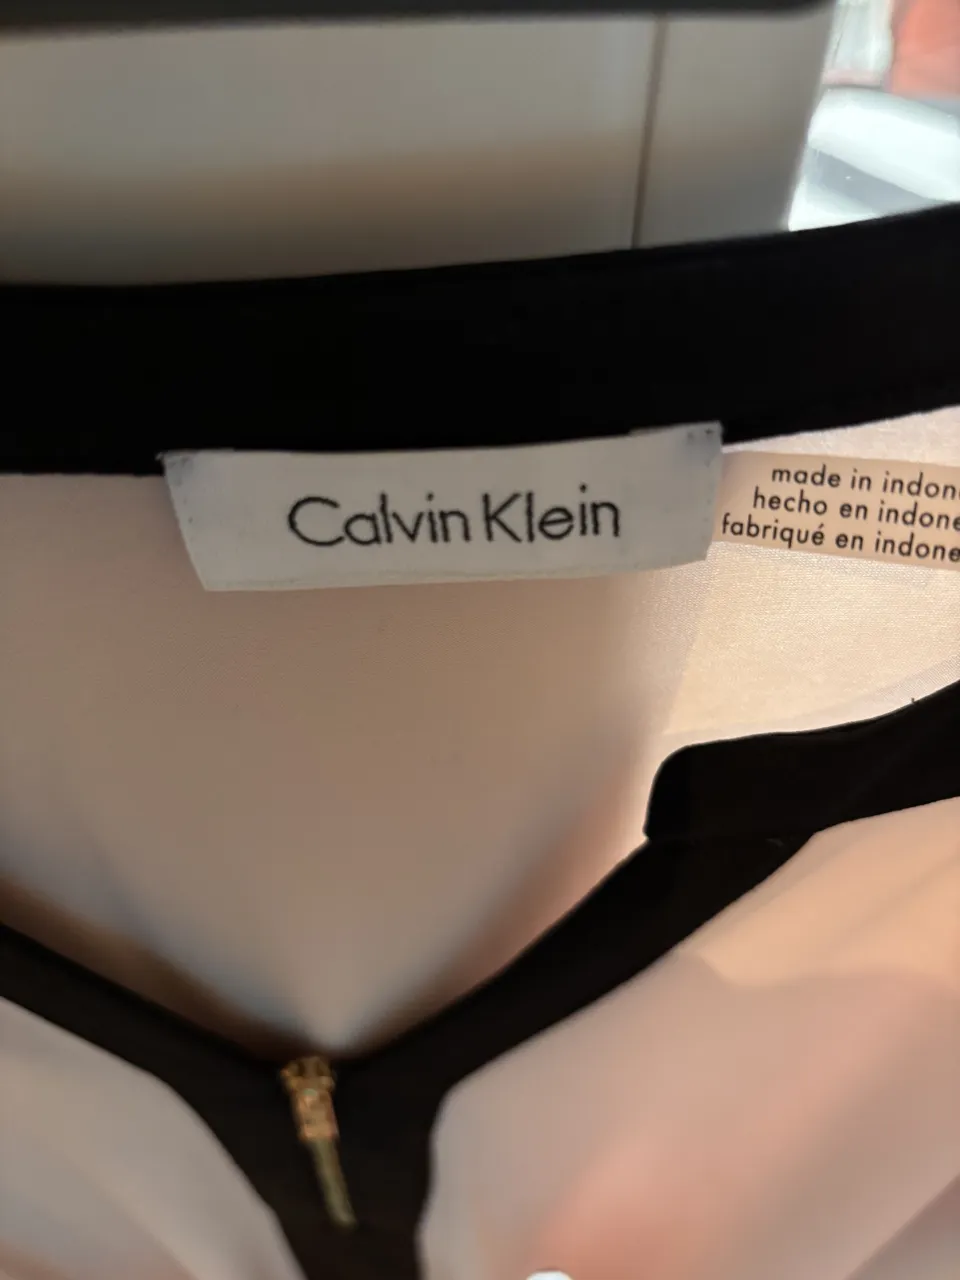 Calvin Klein
made in indon
hecho en indone
fabriqué en indone